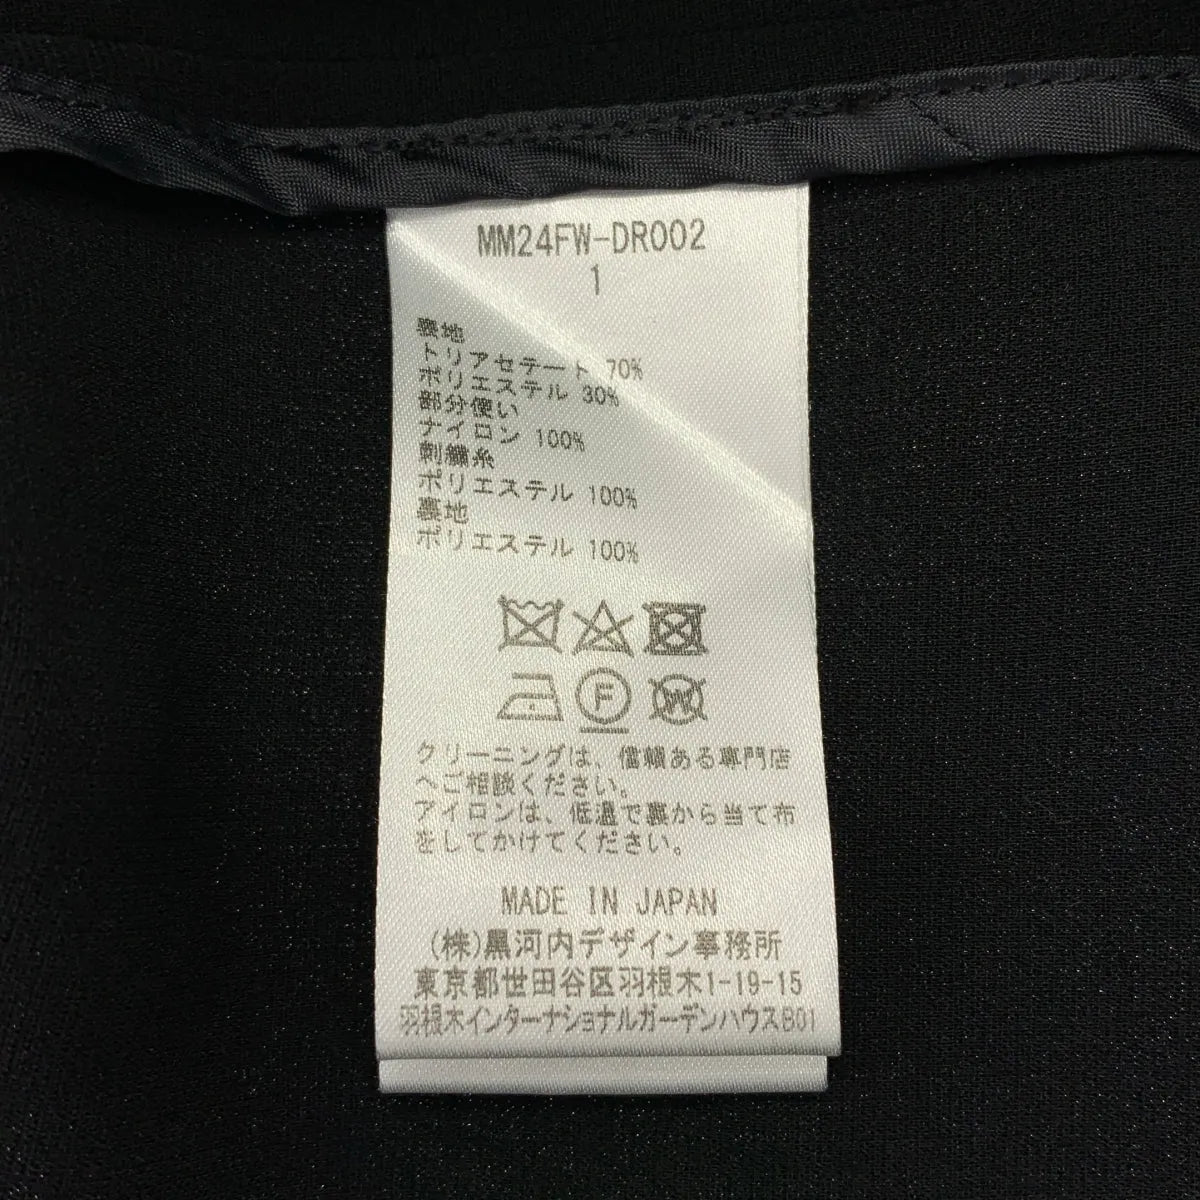 MM24FW-DR002
1
表地
トリアセテート 70%
ポリエステル 30%
部分使い
ナイロン 100%
刺繍糸
ポリエステル 100%
裏地
ポリエステル 100%
F
W
クリーニングは、信頼ある専門店
へご相談ください。
アイロンは、低温で裏から当て布
をしてかけてください。
MADE IN JAPAN
(株)黒河内デザイン事務所
東京都世田谷区羽根木1-19-15
羽根木インターナショナルガーデンハウスB01